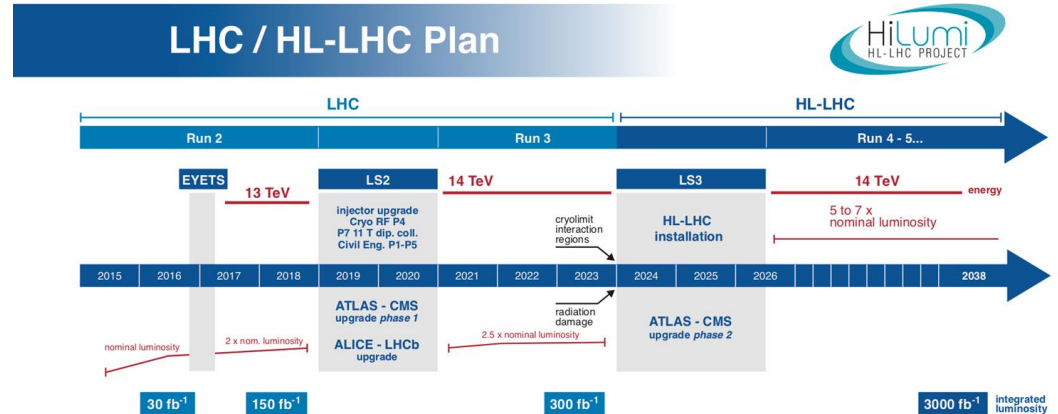 LHC / HL-LHC Plan
HiLumi
HL-LHC PROJECT
LHC
HL-LHC
Run 2
Run 3
Run 4 - 5...
EYETS
13 TeV
LS2
14 TeV
LS3
14 TeV
energy
injector upgrade
Cryo RF P4
P7 11 T dip. coll.
Civil Eng. P1-P5
cryolimit
interaction
regions
HL-LHC
installation
5 to 7 x
nominal luminosity
2015 2016 2017 2018 2019 2020 2021 2022 2023 2024 2025 2026 2038
nominal luminosity
2 x nom. luminosity
ATLAS - CMS
upgrade phase 1
ALICE - LHCb
upgrade
2.5 x nominal luminosity
radiation
damage
ATLAS - CMS
upgrade phase 2
30 fb-1
150 fb-1
300 fb-1
3000 fb-1
integrated
luminosity